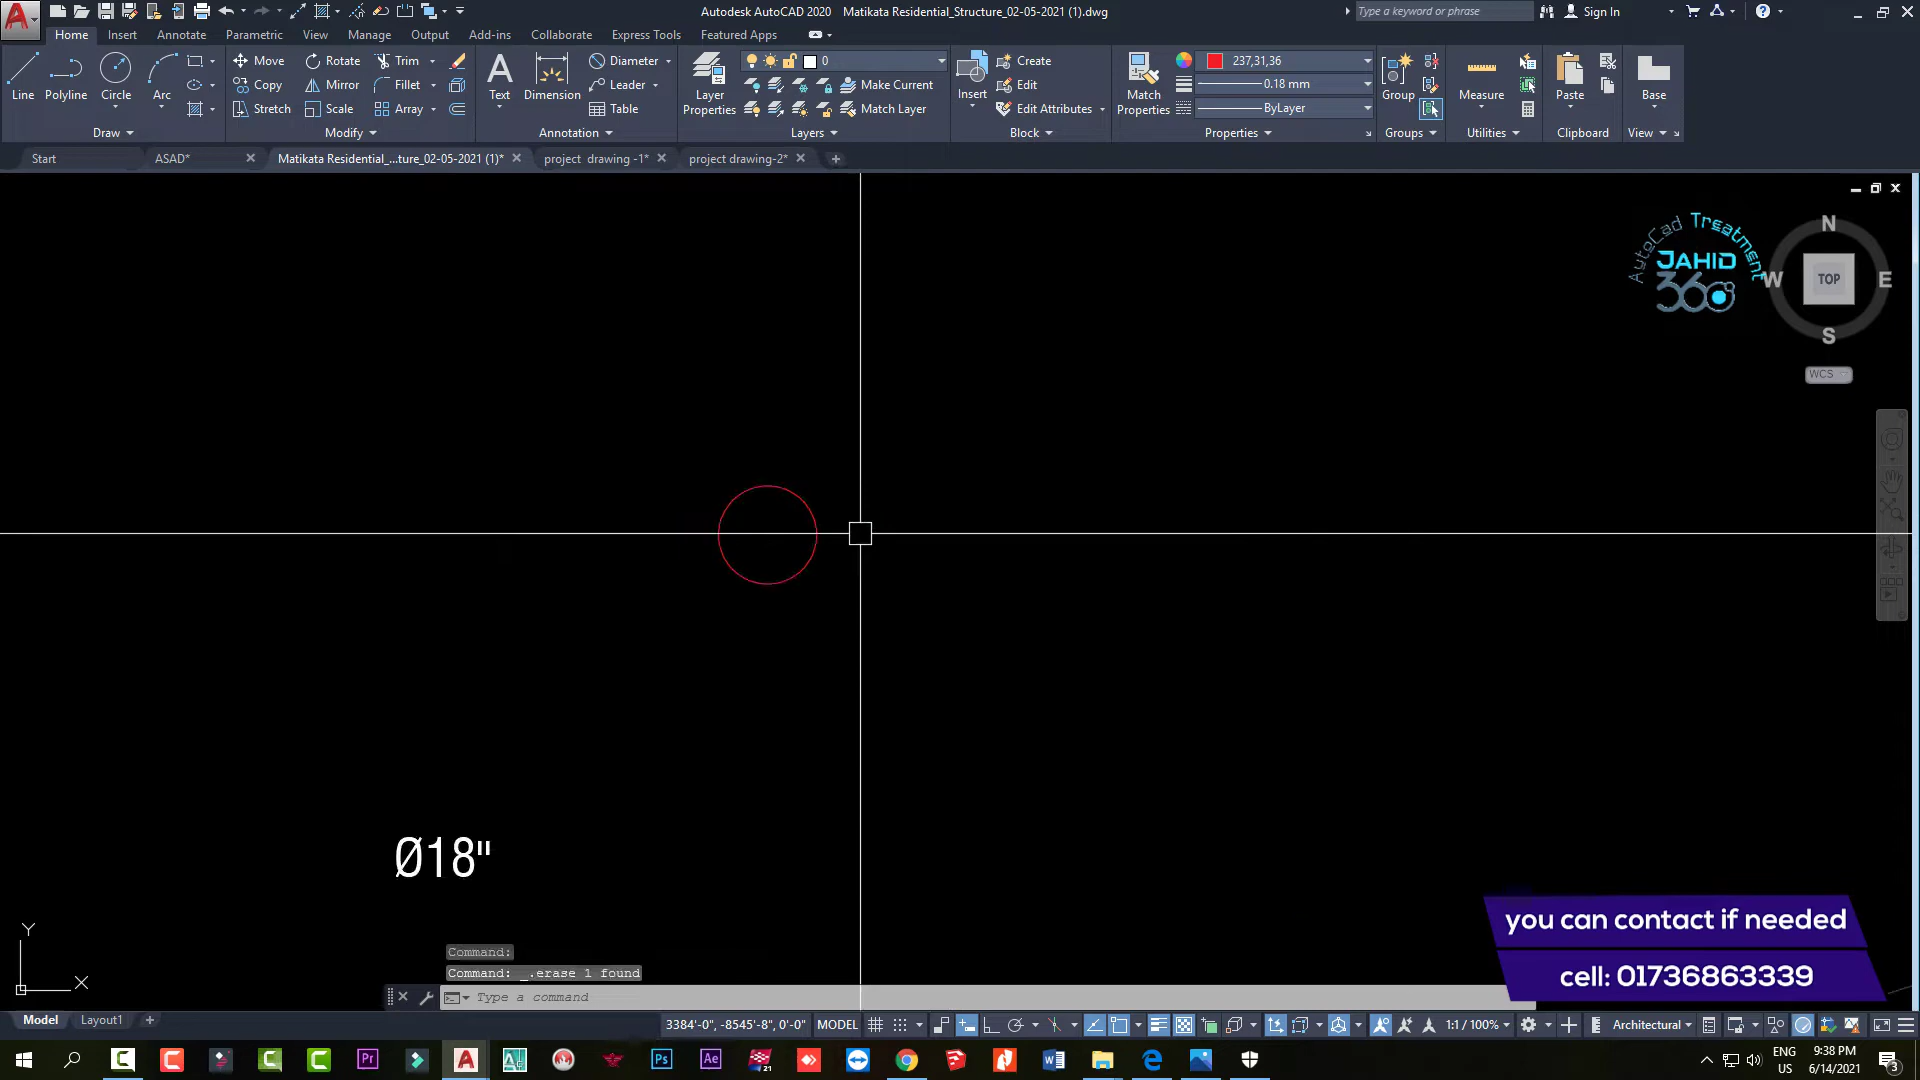 Autodesk AutoCAD 2020 Matikata Residential_Structure_02-05-2021 (1).dwg
Type a keyword or phrase
Sign In
Home Insert Annotate Parametric View Manage Output Add-ins Collaborate Express Tools Featured Apps
Line Polyline Circle Arc
Move Rotate Trim
Copy Mirror Fillet
Stretch Scale Array
Text Dimension
Diameter
Leader
Table
Layer Properties
0
Make Current
Match Layer
Insert
Create
Edit
Edit Attributes
Match Properties
237,31,36
0.18 mm
ByLayer
Group
Measure
Paste
Base
Draw Modify Annotation Layers Block Properties Groups Utilities Clipboard View
Start ASAD* Matikata Residential_...ture_02-05-2021 (1)* project drawing -1* project drawing-2*
AutoCad Treatment
JAHID
360
N
W TOP E
S
WCS
Ø18"
Y
X
you can contact if needed
cell: 01736863339
Command:
Command: _.erase 1 found
Type a command
Model Layout1
3384'-0", -8545'-8", 0'-0" MODEL
1:1 / 100%
Architectural
Pr
Ps
Ae
21
ENG
US
9:38 PM
6/14/2021
3